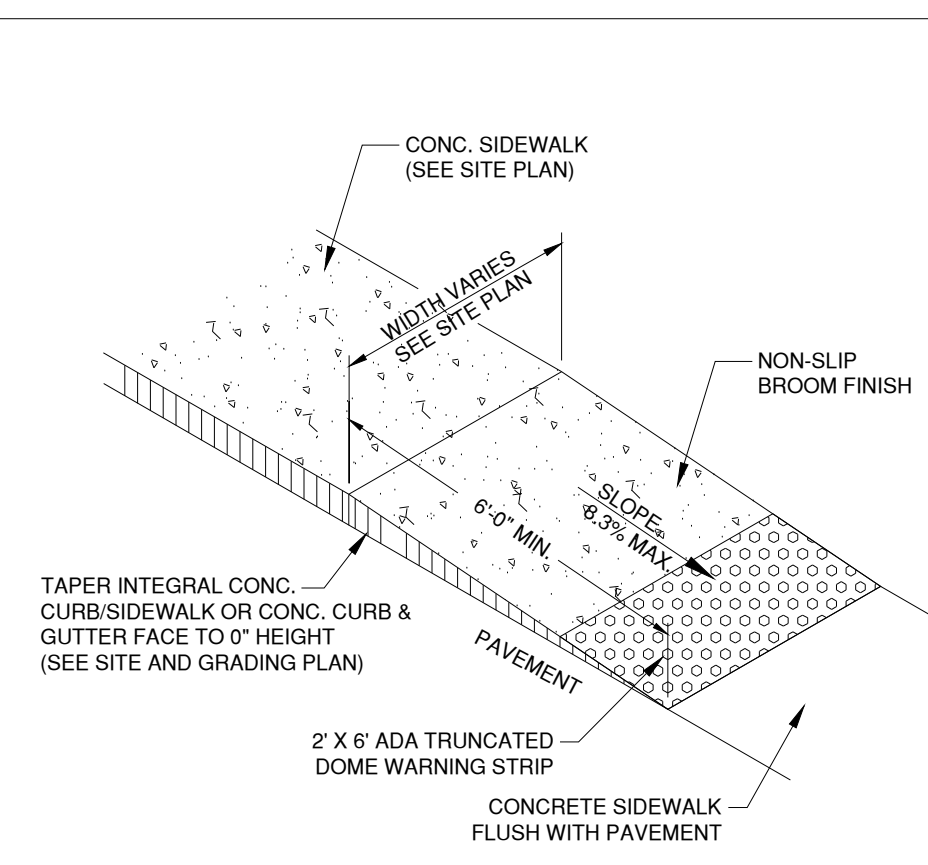 CONC. SIDEWALK
(SEE SITE PLAN)
WIDTH VARIES
SEE SITE PLAN
NON-SLIP
BROOM FINISH
6'-0" MIN.
SLOPE
8.3% MAX.
TAPER INTEGRAL CONC.
CURB/SIDEWALK OR CONC. CURB &
GUTTER FACE TO 0" HEIGHT
(SEE SITE AND GRADING PLAN)
PAVEMENT
2' X 6' ADA TRUNCATED
DOME WARNING STRIP
CONCRETE SIDEWALK
FLUSH WITH PAVEMENT